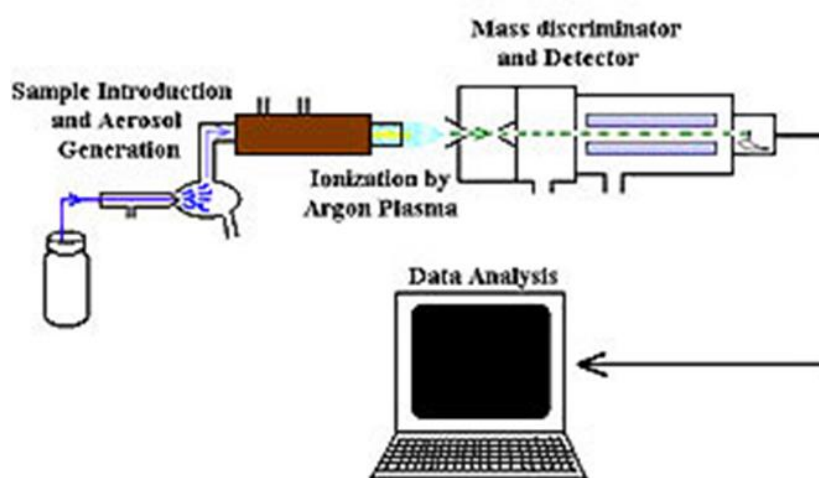 Mass discriminator
and Detector
Sample Introduction
and Aerosol
Generation
Ionization by
Argon Plasma
Data Analysis